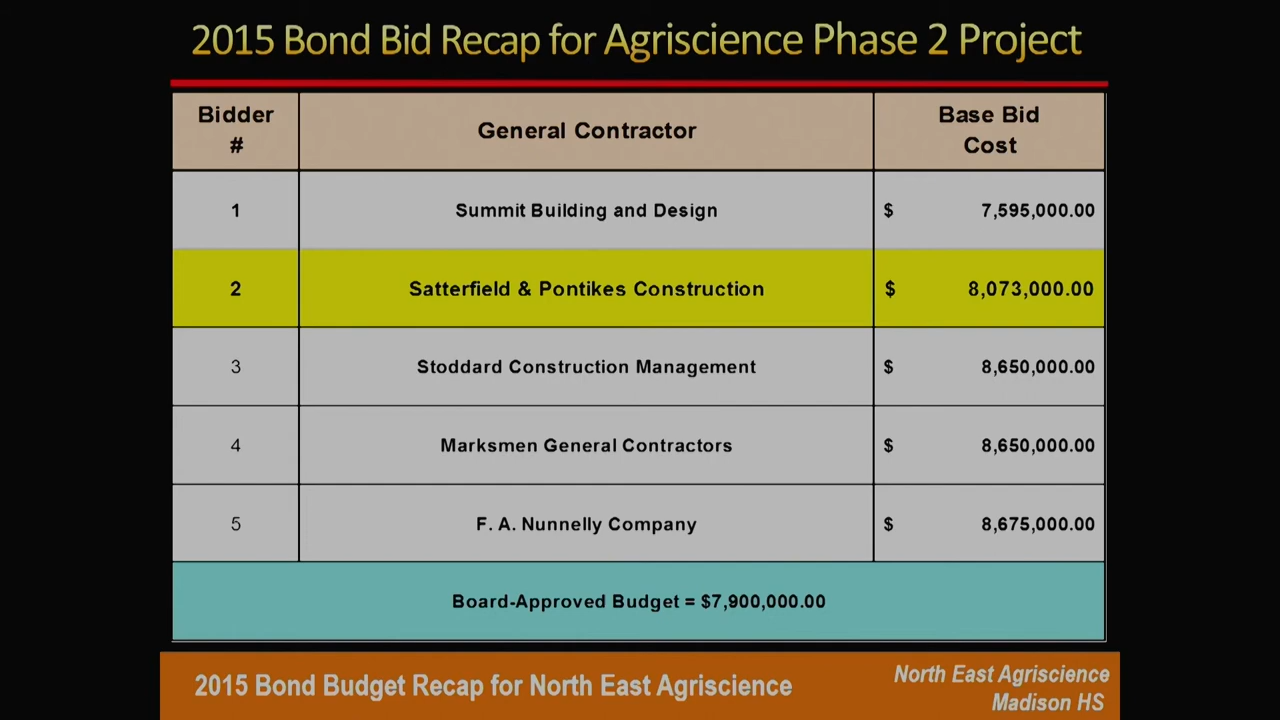 2015 Bond Bid Recap for Agriscience Phase 2 Project
Bidder
#
General Contractor
Base Bid
Cost
1 Summit Building and Design $ 7,595,000.00
2 Satterfield & Pontikes Construction $ 8,073,000.00
3 Stoddard Construction Management $ 8,650,000.00
4 Marksmen General Contractors $ 8,650,000.00
5 F. A. Nunnelly Company $ 8,675,000.00
Board-Approved Budget = $7,900,000.00
2015 Bond Budget Recap for North East Agriscience
North East Agriscience
Madison HS